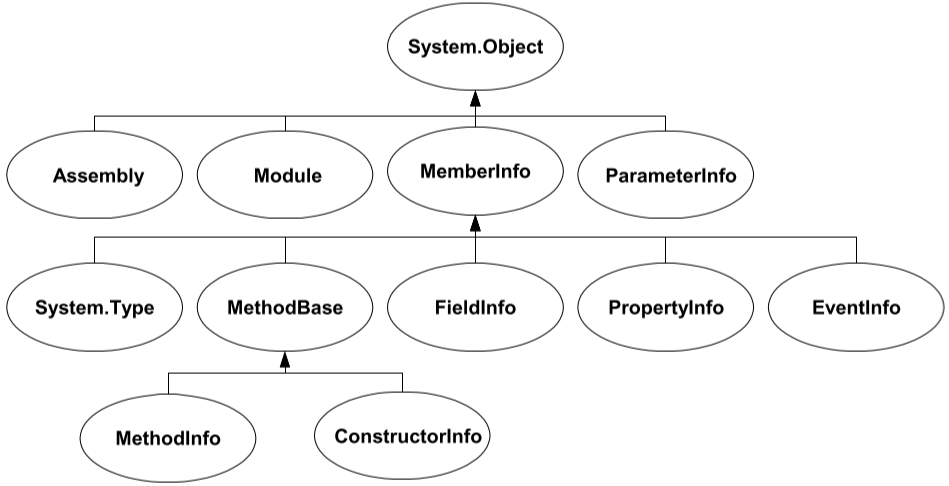 System.Object
Assembly
Module
MemberInfo
ParameterInfo
System.Type
MethodBase
FieldInfo
PropertyInfo
EventInfo
MethodInfo
ConstructorInfo